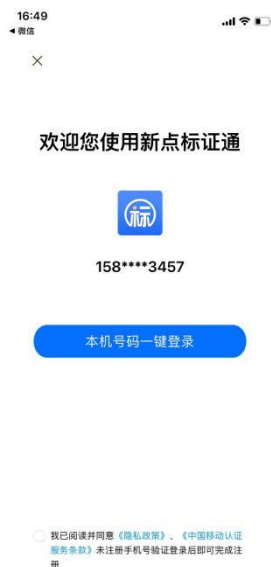 16:49
◀ 微信
×
欢迎您使用新点标证通
标
158****3457
本机号码一键登录
我已阅读并同意《隐私政策》、《中国移动认证
服务条款》未注册手机号验证登录后即可完成注
册